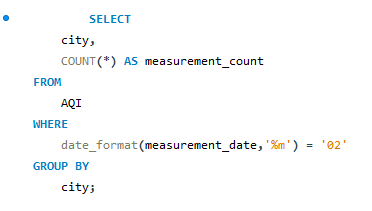 SELECT
city,
COUNT(*) AS measurement_count
FROM
AQI
WHERE
date_format(measurement_date,'%m') = '02'
GROUP BY
city;